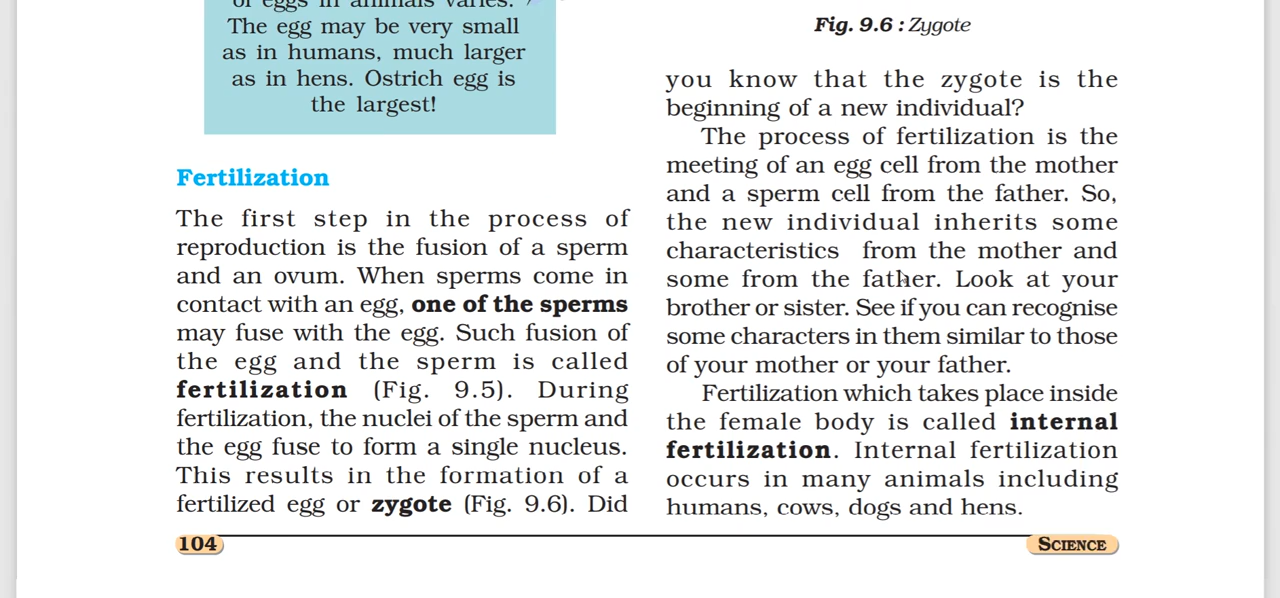 of eggs in animals varies.
The egg may be very small
as in humans, much larger
as in hens. Ostrich egg is
the largest!
Fertilization
The first step in the process of
reproduction is the fusion of a sperm
and an ovum. When sperms come in
contact with an egg, one of the sperms
may fuse with the egg. Such fusion of
the egg and the sperm is called
fertilization (Fig. 9.5). During
fertilization, the nuclei of the sperm and
the egg fuse to form a single nucleus.
This results in the formation of a
fertilized egg or zygote (Fig. 9.6). Did
Fig. 9.6 : Zygote
you know that the zygote is the
beginning of a new individual?
The process of fertilization is the
meeting of an egg cell from the mother
and a sperm cell from the father. So,
the new individual inherits some
characteristics from the mother and
some from the father. Look at your
brother or sister. See if you can recognise
some characters in them similar to those
of your mother or your father.
Fertilization which takes place inside
the female body is called internal
fertilization. Internal fertilization
occurs in many animals including
humans, cows, dogs and hens.
104
SCIENCE